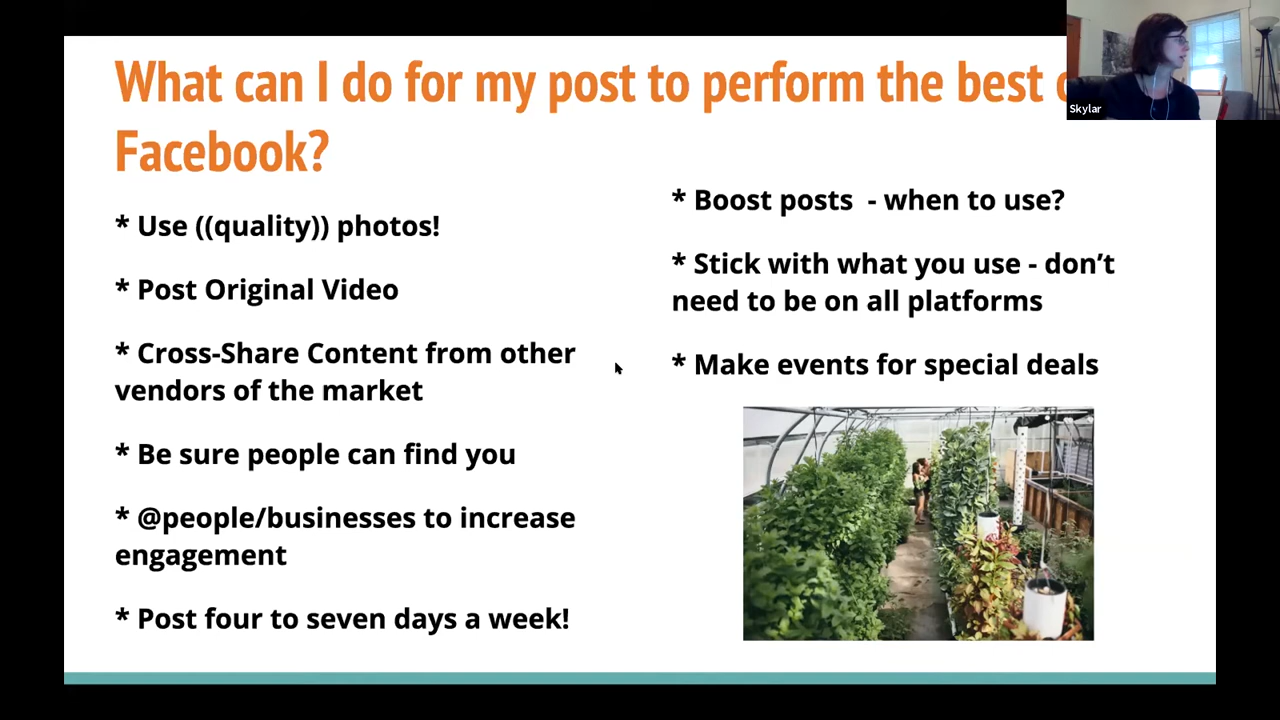 What can I do for my post to perform the best
Facebook?
* Use ((quality)) photos!
* Post Original Video
* Cross-Share Content from other
vendors of the market
* Be sure people can find you
* @people/businesses to increase
engagement
* Post four to seven days a week!
* Boost posts - when to use?
* Stick with what you use - don’t
need to be on all platforms
* Make events for special deals
Skylar